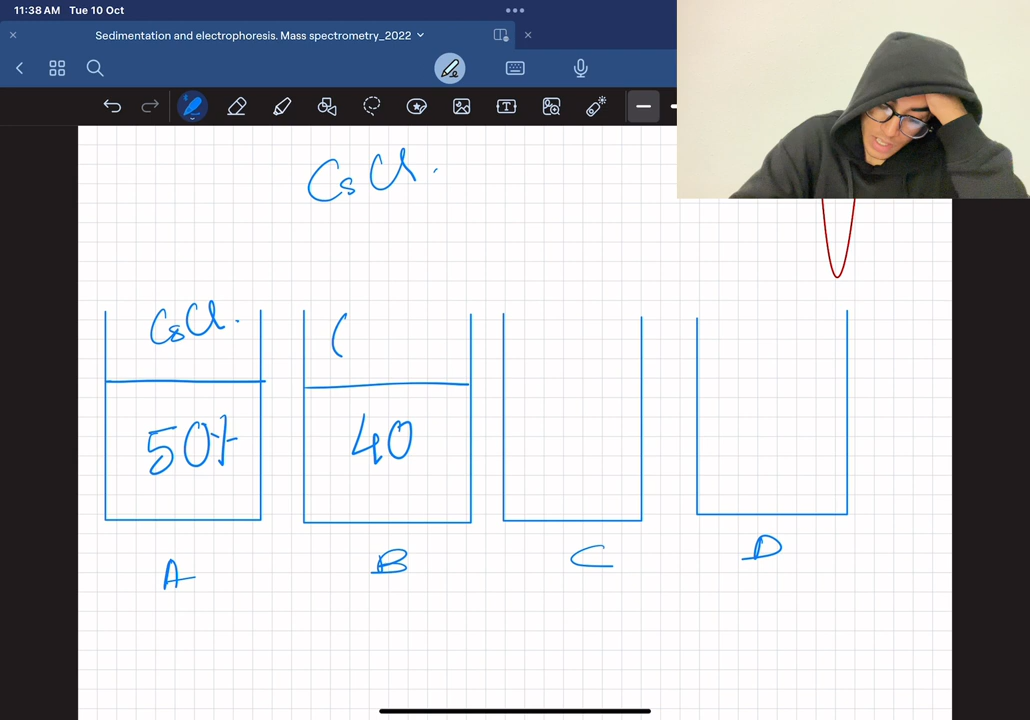 11:38 AM Tue 10 Oct
Sedimentation and electrophoresis. Mass spectrometry_2022
CsCl.
CsCl.
(
50%
40
A
B
C
D